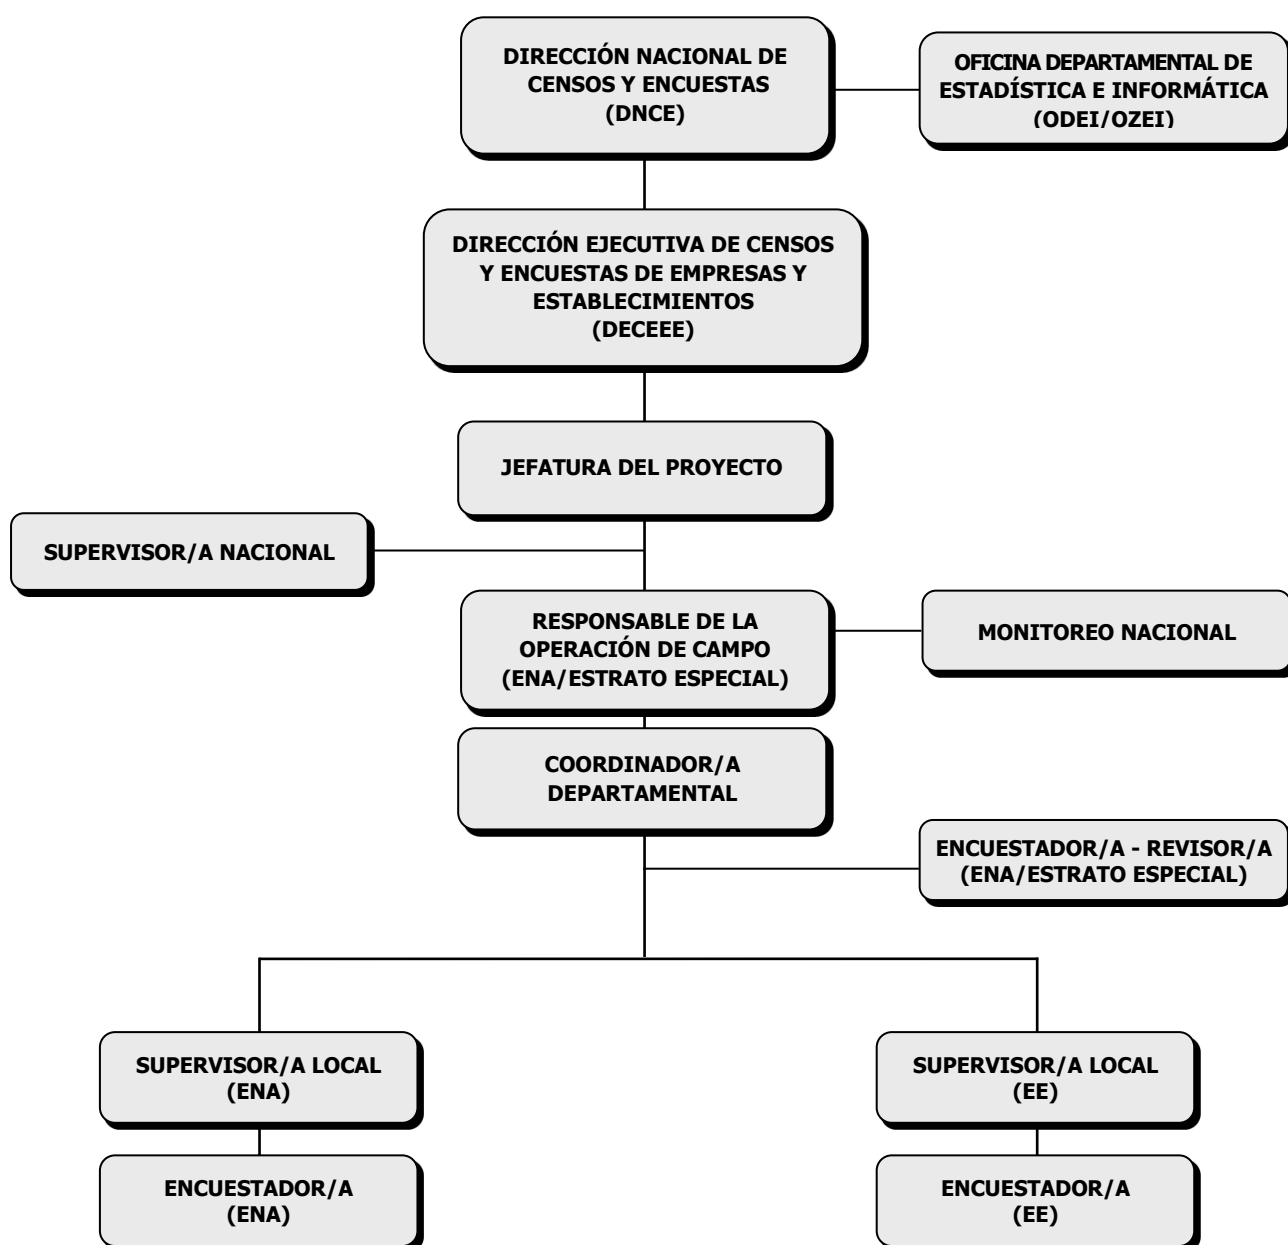 DIRECCIÓN NACIONAL DE
CENSOS Y ENCUESTAS
(DNCE)
OFICINA DEPARTAMENTAL DE
ESTADÍSTICA E INFORMÁTICA
(ODEI/OZEI)
DIRECCIÓN EJECUTIVA DE CENSOS
Y ENCUESTAS DE EMPRESAS Y
ESTABLECIMIENTOS
(DECEEE)
JEFATURA DEL PROYECTO
SUPERVISOR/A NACIONAL
RESPONSABLE DE LA
OPERACIÓN DE CAMPO
(ENA/ESTRATO ESPECIAL)
MONITOREO NACIONAL
COORDINADOR/A
DEPARTAMENTAL
ENCUESTADOR/A - REVISOR/A
(ENA/ESTRATO ESPECIAL)
SUPERVISOR/A LOCAL
(ENA)
SUPERVISOR/A LOCAL
(EE)
ENCUESTADOR/A
(ENA)
ENCUESTADOR/A
(EE)